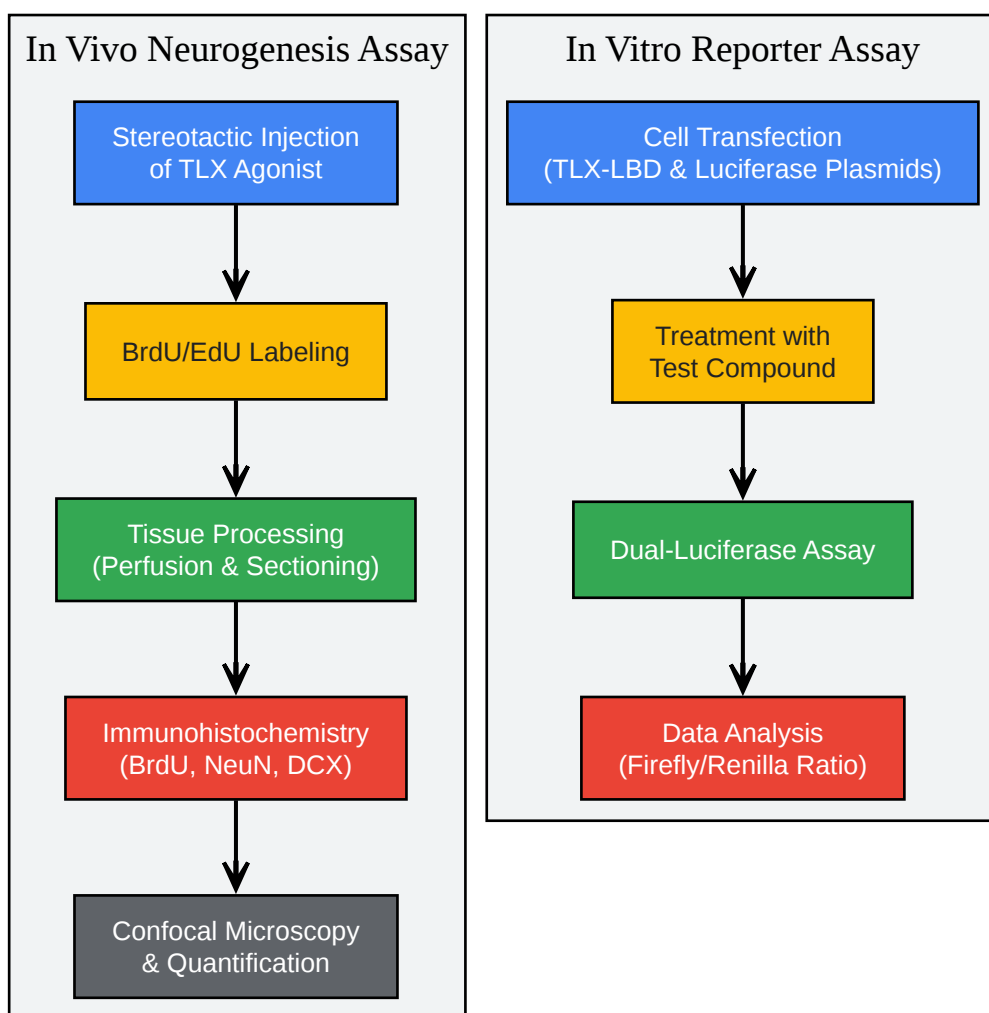 In Vivo Neurogenesis Assay
Stereotactic Injection
of TLX Agonist
BrdU/EdU Labeling
Tissue Processing
(Perfusion & Sectioning)
Immunohistochemistry
(BrdU, NeuN, DCX)
Confocal Microscopy
& Quantification
In Vitro Reporter Assay
Cell Transfection
(TLX-LBD & Luciferase Plasmids)
Treatment with
Test Compound
Dual-Luciferase Assay
Data Analysis
(Firefly/Renilla Ratio)